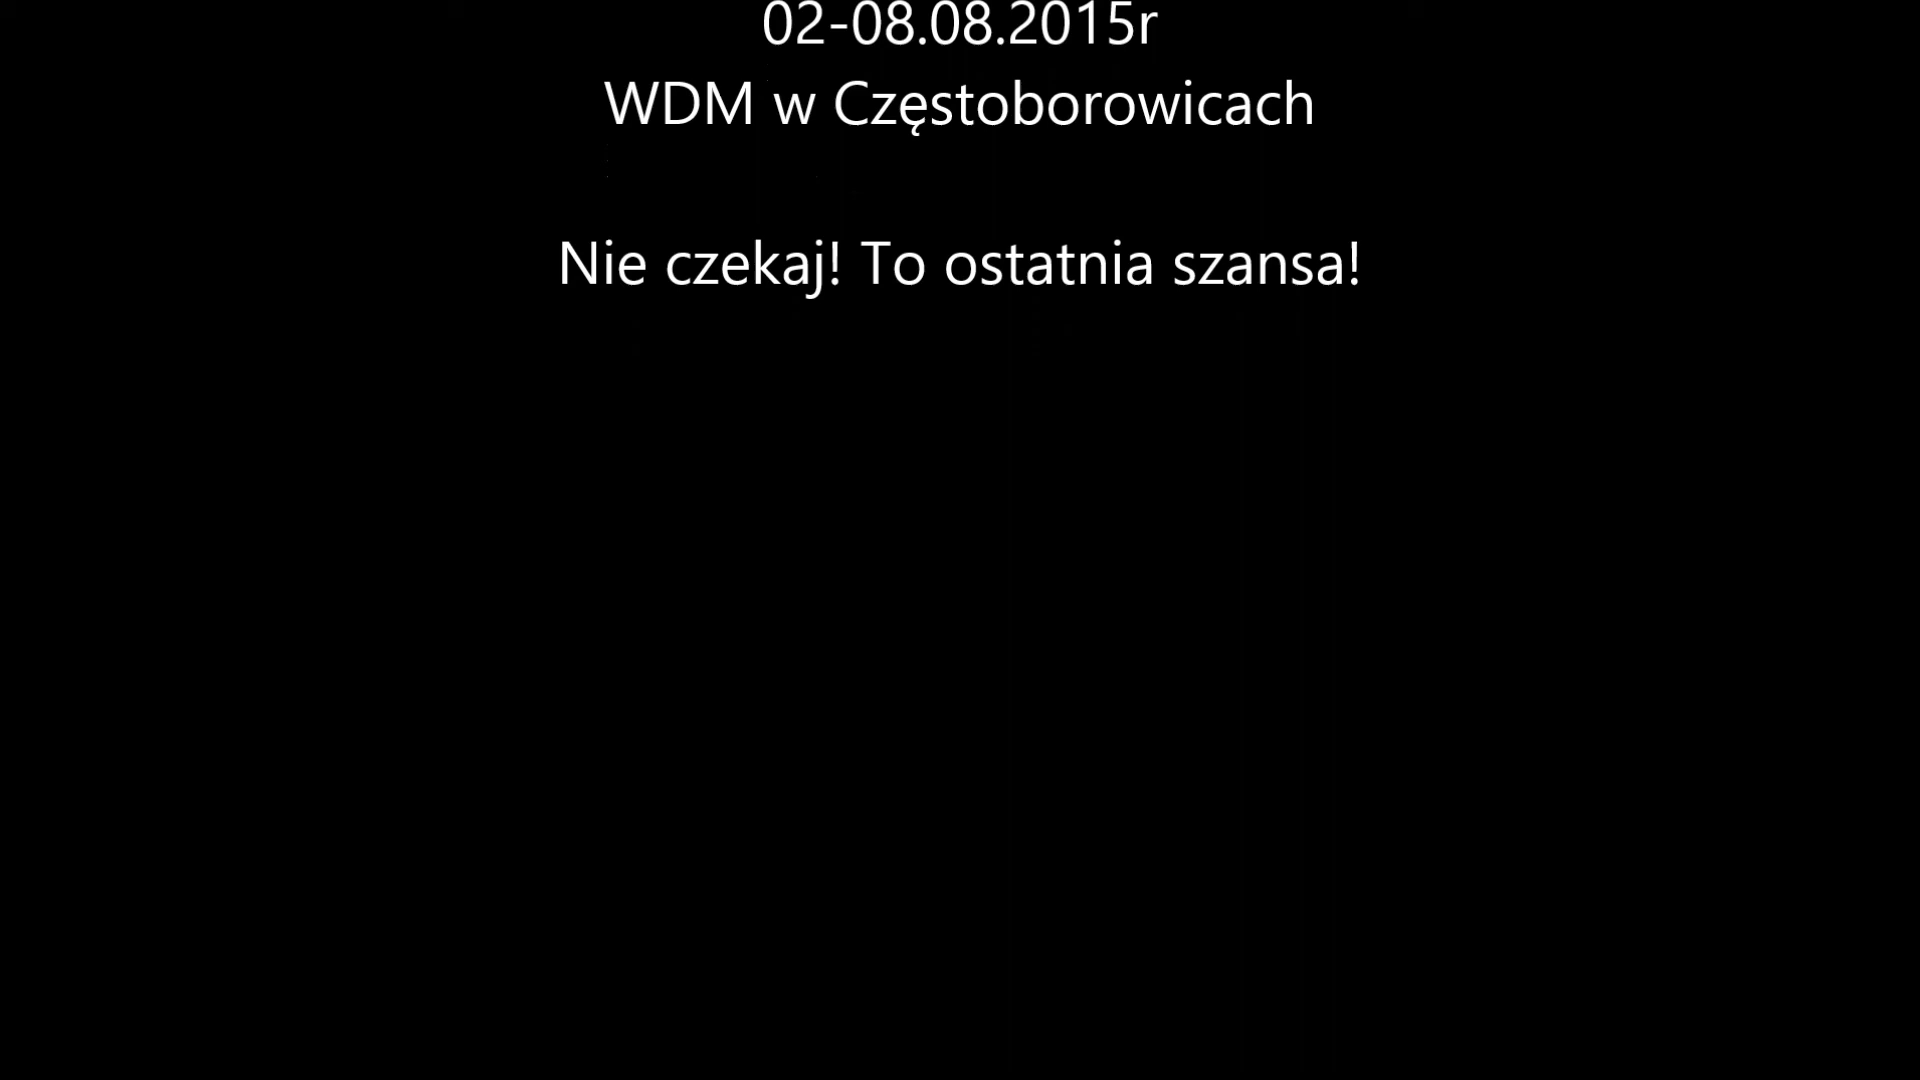 02-08.08.2015r
WDM w Częstoborowicach
Nie czekaj! To ostatnia szansa!